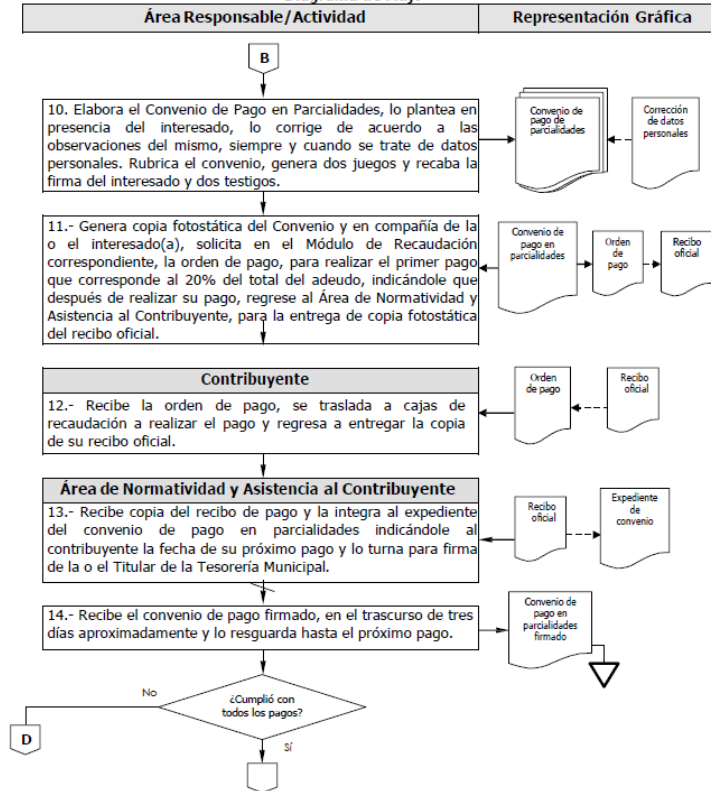 Área Responsable/Actividad
Representación Gráfica
B
10. Elabora el Convenio de Pago en Parcialidades, lo plantea en
presencia del interesado, lo corrige de acuerdo a las
observaciones del mismo, siempre y cuando se trate de datos
personales. Rubrica el convenio, genera dos juegos y recaba la
firma del interesado y dos testigos.
Convenio de
pago de
parcialidades
Corrección
de datos
personales
11.- Genera copia fotostática del Convenio y en compañía de la
o el interesado(a), solicita en el Módulo de Recaudación
correspondiente, la orden de pago, para realizar el primer pago
que corresponde al 20% del total del adeudo, indicándole que
después de realizar su pago, regrese al Área de Normatividad y
Asistencia al Contribuyente, para la entrega de copia fotostática
del recibo oficial.
Convenio de
pago en
parcialidades
Orden
de
pago
Recibo
oficial
Contribuyente
12.- Recibe la orden de pago, se traslada a cajas de
recaudación a realizar el pago y regresa a entregar la copia
de su recibo oficial.
Orden
de pago
Recibo
oficial
Área de Normatividad y Asistencia al Contribuyente
13.- Recibe copia del recibo de pago y la integra al expediente
del convenio de pago en parcialidades indicándole al
contribuyente la fecha de su próximo pago y lo turna para firma
de la o el Titular de la Tesorería Municipal.
Recibo
oficial
Expediente
de
convenio
14.- Recibe el convenio de pago firmado, en el trascurso de tres
días aproximadamente y lo resguarda hasta el próximo pago.
Convenio de
pago en
parcialidades
firmado
No
¿Cumplió con
todos los pagos?
D
Sí